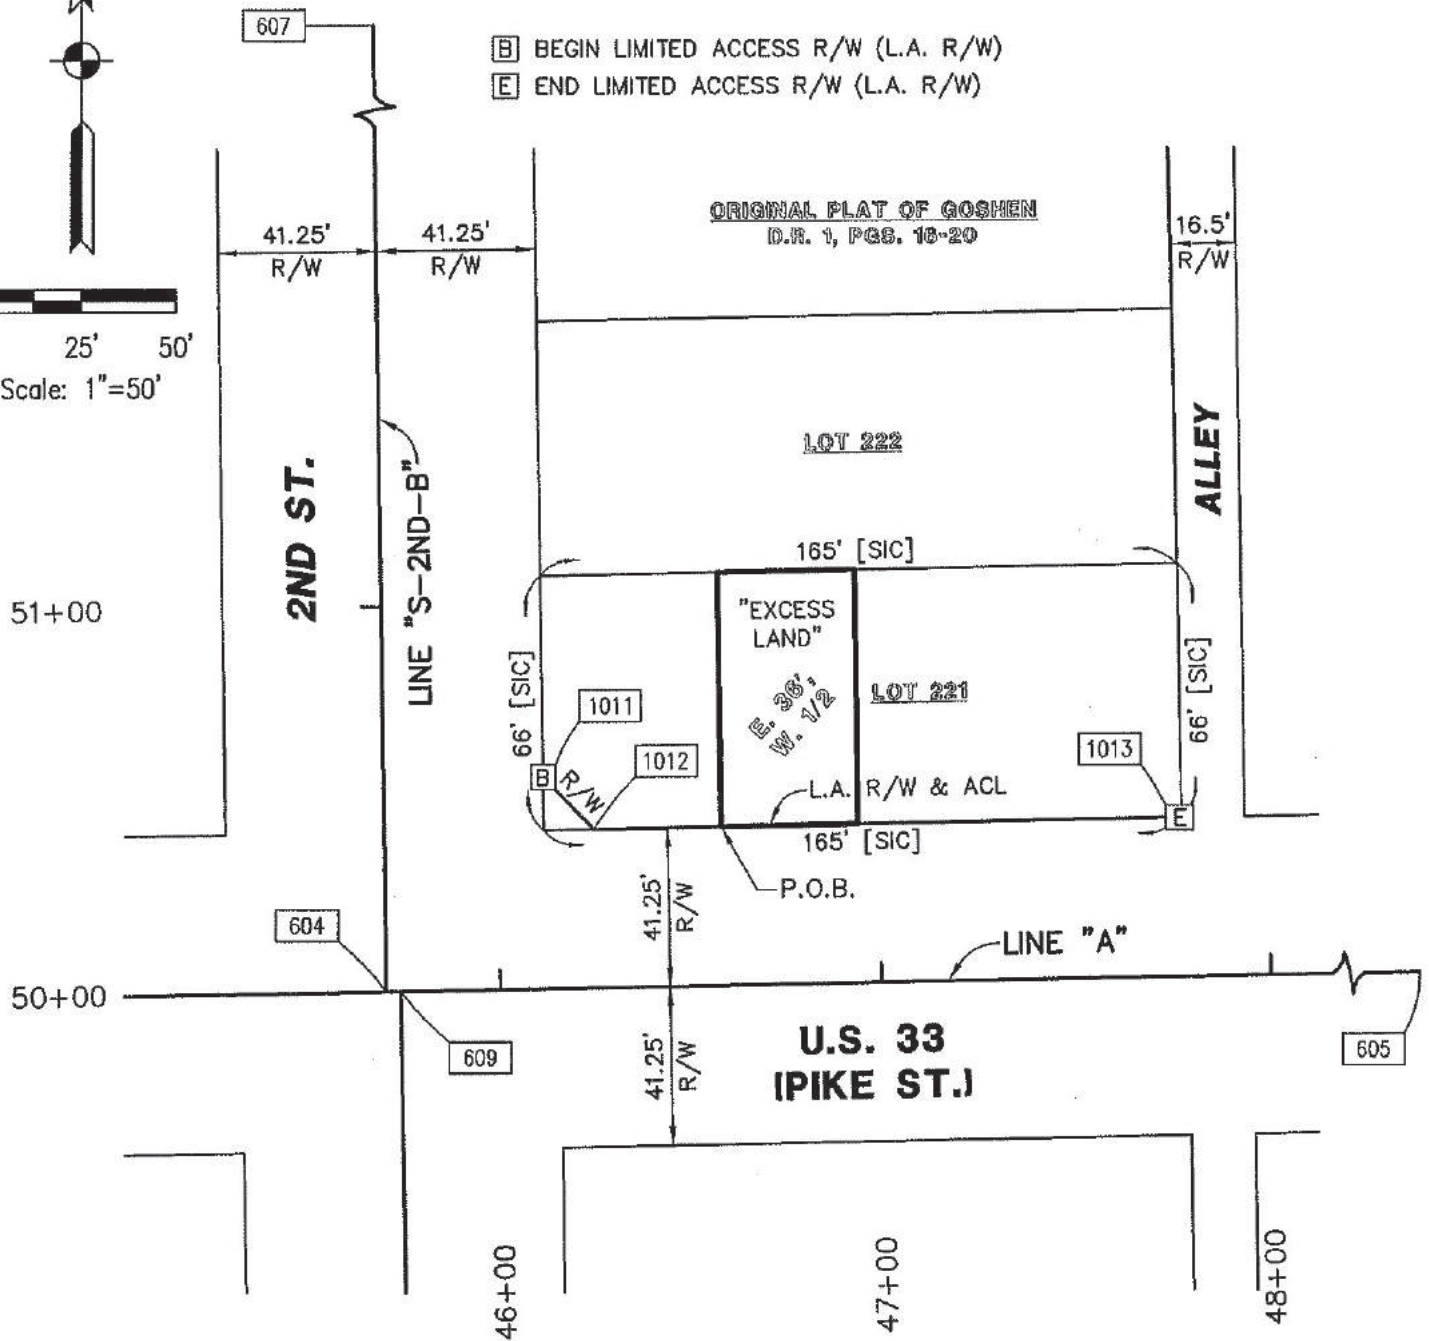 607
B BEGIN LIMITED ACCESS R/W (L.A. R/W)
E END LIMITED ACCESS R/W (L.A. R/W)
ORIGINAL PLAT OF GOSHEN
D.R. 1, PGS. 16-20
41.25'
R/W
41.25'
R/W
16.5'
R/W
25' 50'
Scale: 1"=50'
2ND ST.
LINE "S-2ND-B"
LOT 222
ALLEY
165' [SIC]
51+00
"EXCESS
LAND"
E. 36',
W. 1/2
LOT 221
66' [SIC]
66' [SIC]
1011
1012
1013
B
R/W
L.A. R/W & ACL
E
165' [SIC]
P.O.B.
41.25'
R/W
604
LINE "A"
50+00
609
41.25'
R/W
U.S. 33
(PIKE ST.)
605
46+00
47+00
48+00